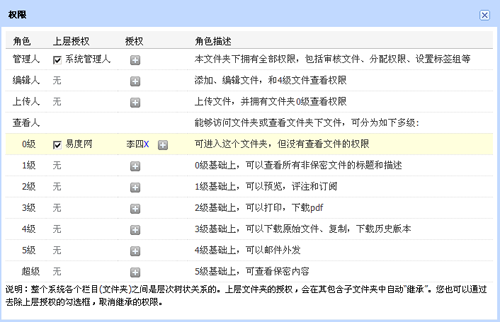 权限
角色 上层授权 授权 角色描述
管理人 系统管理人 本文件夹下拥有全部权限，包括审核文件、分配权限、设置标签组等
编辑人 无 添加、编辑文件，和4级文件查看权限
上传人 无 上传文件，并拥有文件夹0级查看权限
查看人 能够访问文件夹或查看文件夹下文件，可分为如下多级:
0级 易度网 李四X 可进入这个文件夹，但没有查看文件的权限
1级 无 0级基础上，可以查看所有非保密文件的标题和描述
2级 无 1级基础上，可以预览，评注和订阅
3级 无 2级基础上，可以打印，下载pdf
4级 无 3级基础上，可以下载原始文件、复制，下载历史版本
5级 无 4级基础上，可以邮件外发
超级 无 5级基础上，可查看保密内容
说明：整个系统各个栏目(文件夹)之间是层次树状关系的。上层文件夹的授权，会在其包含子文件夹中自动"继承"。您也可以通过
去除上层授权的勾选框，取消继承的权限。